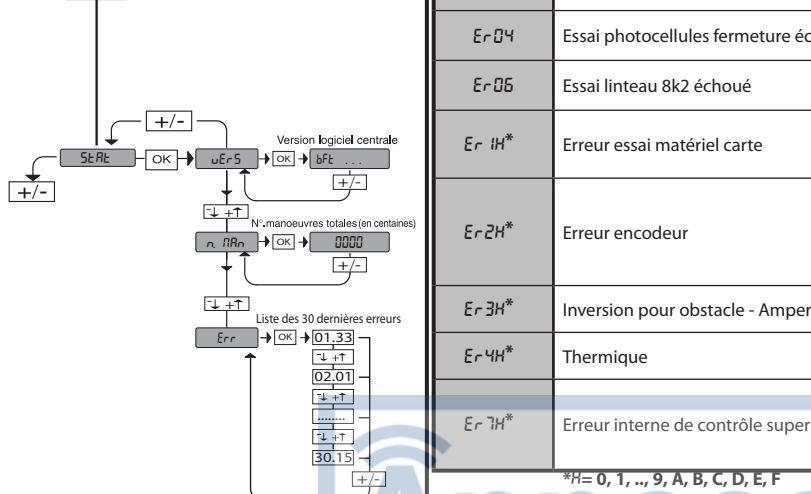 +/-
Version logiciel centrale
StAt
OK
vErS
OK
bFt ...
+/-
+/-
-↓ +↑
N°.manoeuvres totales (en centaines)
n. MAn
OK
0000
+/-
-↓ +↑
Liste des 30 dernières erreurs
Err
OK
01.33
-↓ +↑
02.01
-↓ +↑
........
-↓ +↑
30.15
+/-
Er04 Essai photocellules fermeture
Er06 Essai linteau 8k2 échoué
Er 1H* Erreur essai matériel carte
Er2H* Erreur encodeur
Er3H* Inversion pour obstacle - Amper
Er4H* Thermique
Er 7H* Erreur interne de contrôle super
*H= 0, 1, .., 9, A, B, C, D, E, F